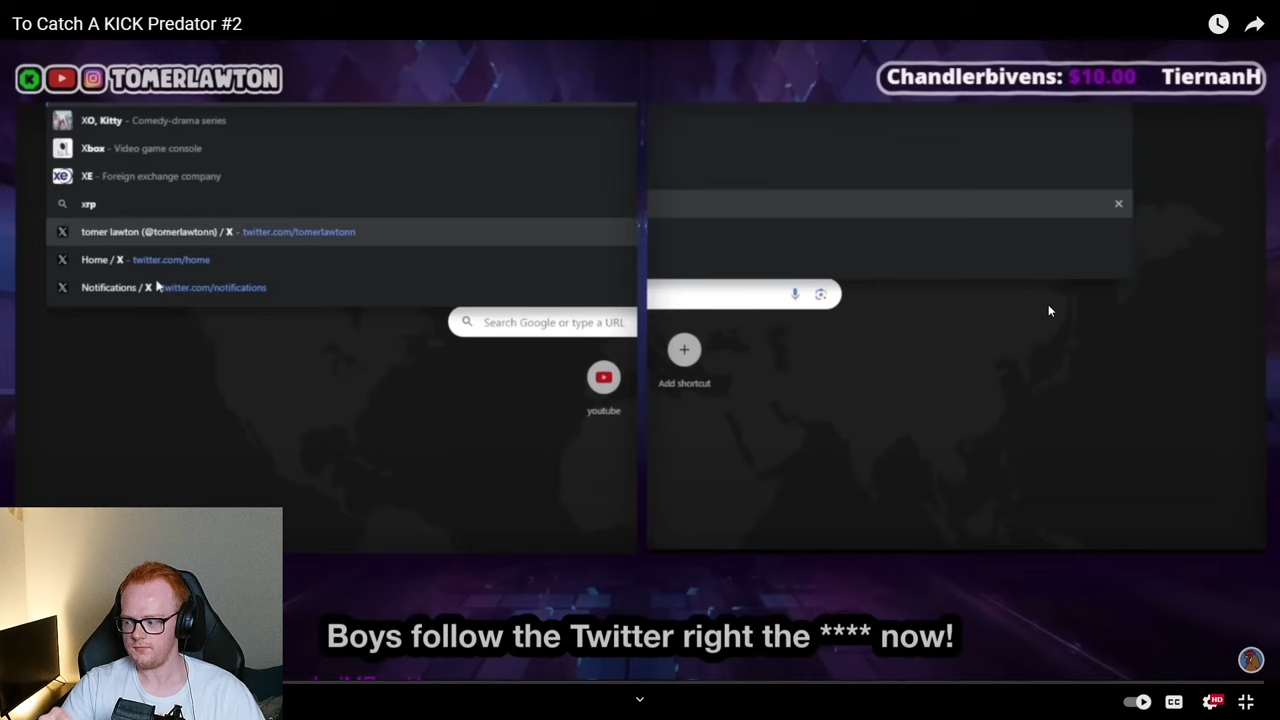 To Catch A KICK Predator #2
TOMERLAWTON
Chandlerbivens: $10.00 TiernanH
XO, Kitty - Comedy-drama series
Xbox - Video game console
XE - Foreign exchange company
xrp
tomer lawton (@tomerlawtonn) / X - twitter.com/tomerlawtonn
Home / X - twitter.com/home
Notifications / X twitter.com/notifications
Search Google or type a URL
Add shortcut
youtube
Boys follow the Twitter right the **** now!
CC
HD